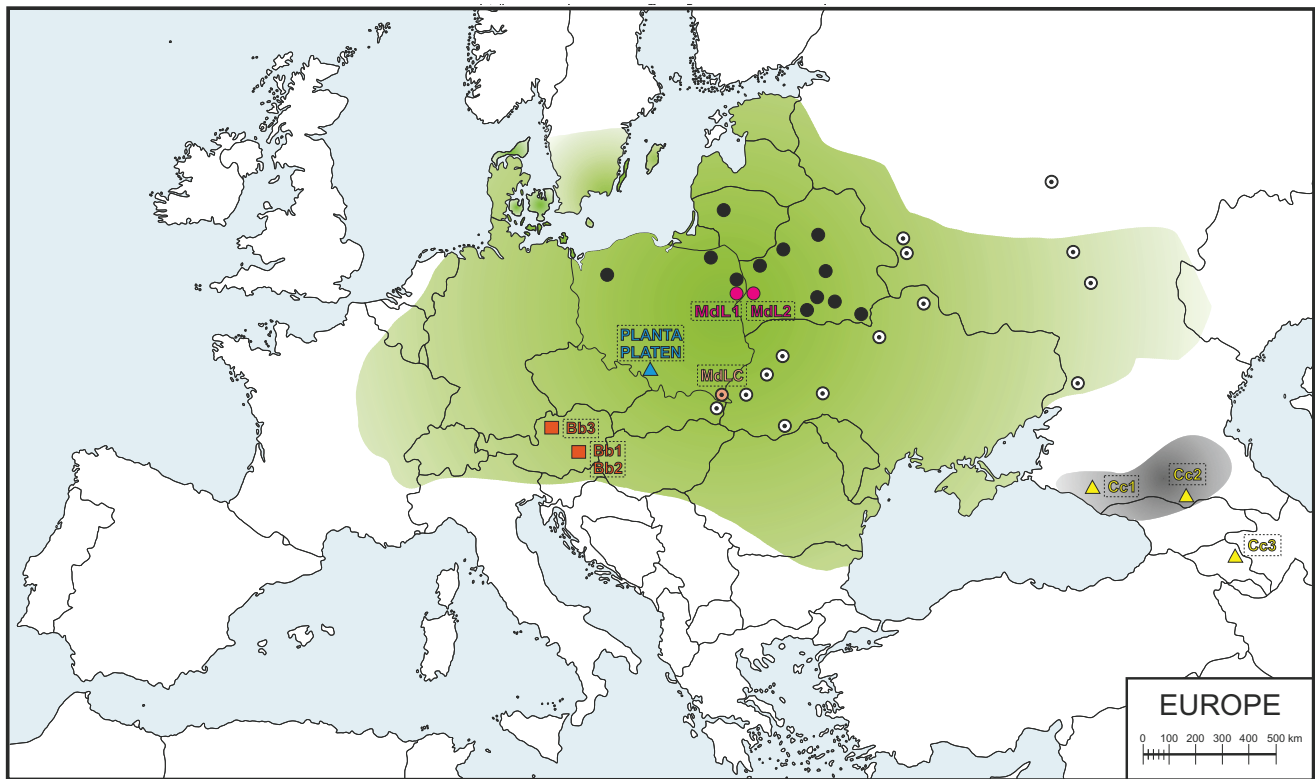 MdL1 MdL2
PLANTA
PLATEN
MdLC
Bb3
Bb1
Bb2
Cc1
Cc2
Cc3
EUROPE
0 100 200 300 400 500 km